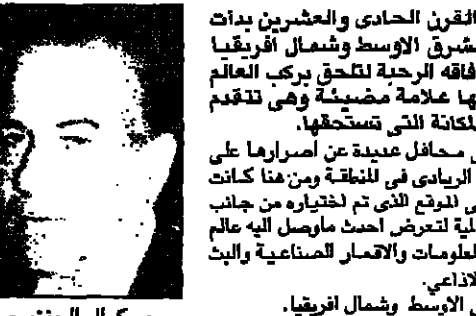 القرن الحادى والعشرين بدأت
شرق الاوسط وشمال افريقيا
فاقه الرحبة لتلحق بركب العالم
ها علامة مضيئة وهى تتقدم
لمكانة التى تستحقها.
محافل عديدة عن اصرارها على
الريادى فى المنطقة ومن هنا كانت
ى الموقع الذى تم اختياره من جانب
لية لتعرض احدث ماوصل اليه عالم
لعلومات والاقمار الصناعية والبث
لاذاعي.
الاوسط وشمال افريقيا.